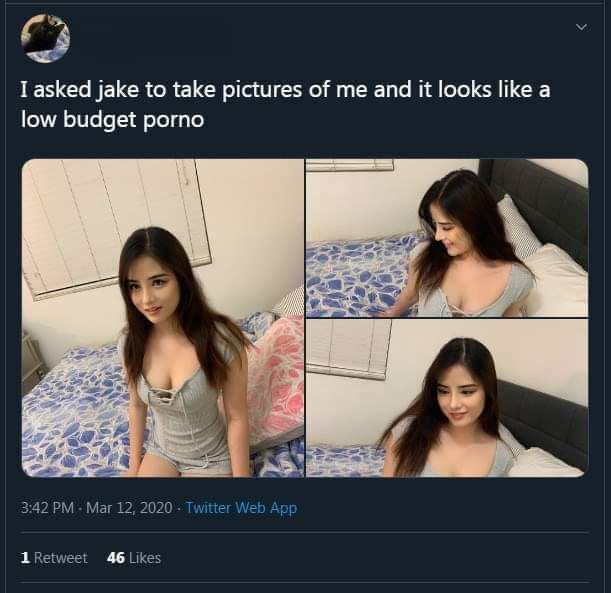 I asked jake to take pictures of me and it looks like a
low budget porno
3:42 PM · Mar 12, 2020 · Twitter Web App
1 Retweet 46 Likes